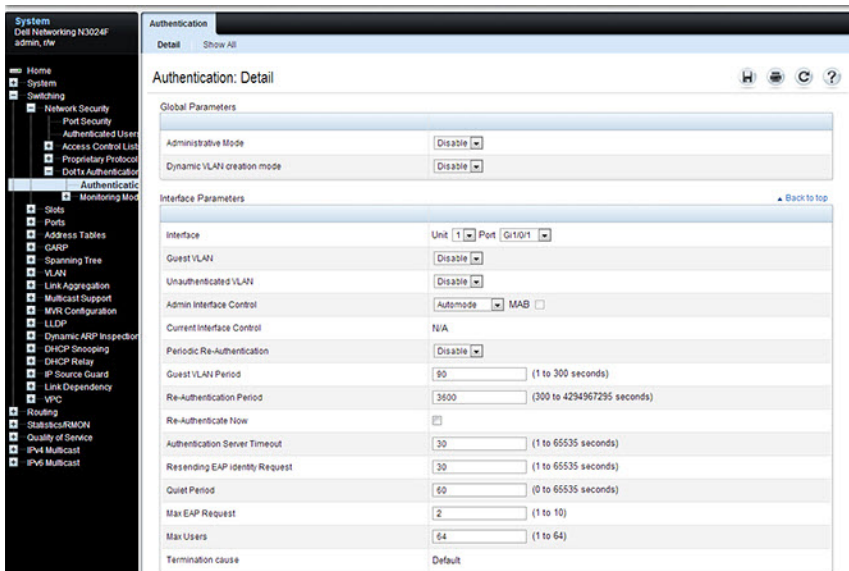 System
Dell Networking N3024F
admin, r/w
Home
System
Switching
Network Security
Port Security
Authenticated Users
Access Control List
Proprietary Protocol
Dot1x Authentication
Authenticatic
Monitoring Mod
Slots
Ports
Address Tables
GARP
Spanning Tree
VLAN
Link Aggregation
Multicast Support
MVR Configuration
LLDP
Dynamic ARP Inspection
DHCP Snooping
DHCP Relay
IP Source Guard
Link Dependency
VPC
Routing
Statistics/RMON
Quality of Service
IPv4 Multicast
IPv6 Multicast
Authentication
Detail Show All
Authentication: Detail
Global Parameters
Administrative Mode Disable
Dynamic VLAN creation mode Disable
Interface Parameters Back to top
Interface Unit 1 Port Gi1/0/1
Guest VLAN Disable
Unauthenticated VLAN Disable
Admin Interface Control Automode MAB
Current Interface Control N/A
Periodic Re-Authentication Disable
Guest VLAN Period 90 (1 to 300 seconds)
Re-Authentication Period 3600 (300 to 4294967295 seconds)
Re-Authenticate Now
Authentication Server Timeout 30 (1 to 65535 seconds)
Resending EAP identity Request 30 (1 to 65535 seconds)
Quiet Period 60 (0 to 65535 seconds)
Max EAP Request 2 (1 to 10)
Max Users 64 (1 to 64)
Termination cause Default